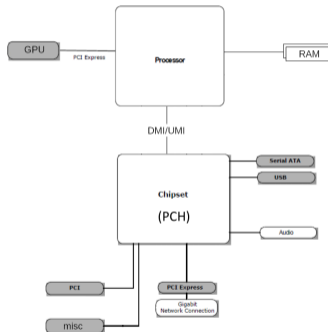 GPU
PCI Express
Processor
RAM
DMI/UMI
Serial ATA
USB
Chipset
(PCH)
Audio
PCI
PCI Express
Gigabit
Network Connection
misc